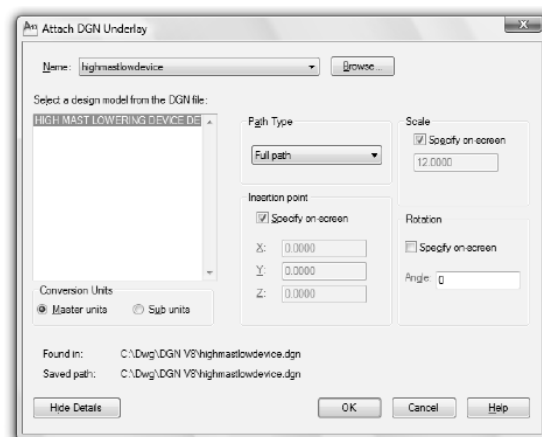 Attach DGN Underlay
Name: highmastlowdevice Browse...
Select a design model from the DGN file:
HIGH MAST LOWERING DEVICE DE
Path Type
Full path
Scale
Specify on-screen
12.0000
Insertion point
Specify on-screen
X: 0.0000
Y: 0.0000
Z: 0.0000
Rotation
Specify on-screen
Angle: 0
Conversion Units
Master units Sub units
Found in: C:\Dwg\DGN V8\highmastlowdevice.dgn
Saved path: C:\Dwg\DGN V8\highmastlowdevice.dgn
Hide Details OK Cancel Help